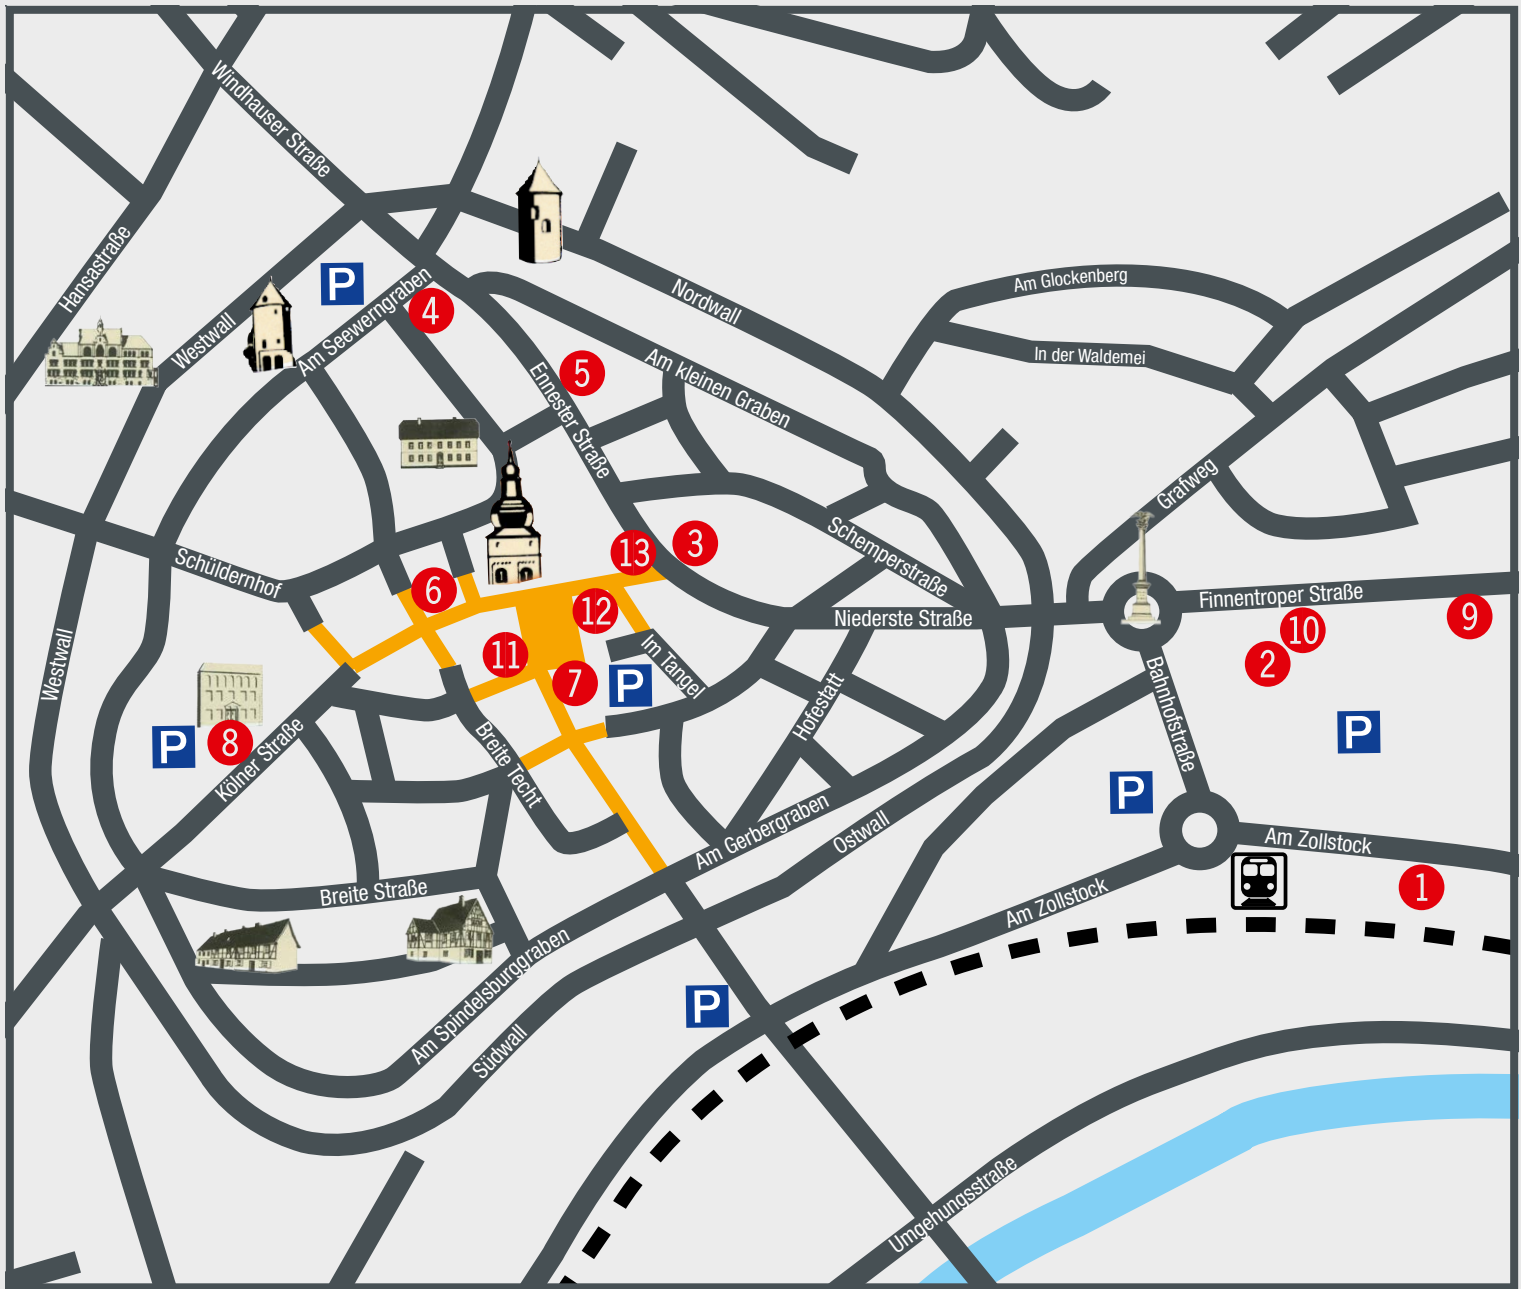 Windhauser Straße
Hansastraße
P
Westwall
Am Seewerngraben
4
Nordwall
Am Glockenberg
In der Waldemei
Am kleinen Graben
5
Ennester Straße
Grafweg
Schemperstraße
Schüldernhof
13
3
6
12
Niederste Straße
Finnentroper Straße
9
10
2
11
Im Tangel
7
P
Westwall
Hofestatt
Bahnhofstraße
P
8
Kölner Straße
Breite Techt
P
P
Am Gerbergraben
Ostwall
Am Zollstock
1
Breite Straße
Am Zollstock
Am Spindelsburggraben
P
Südwall
Umgehungsstraße